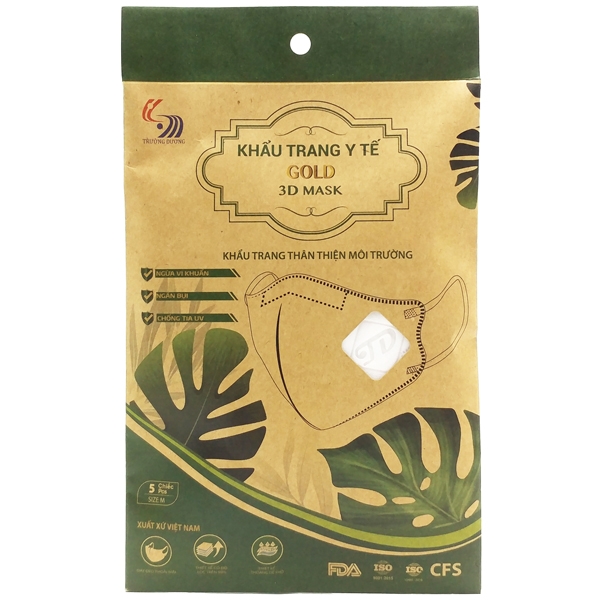 TRƯỜNG DƯƠNG
KHẨU TRANG Y TẾ
GOLD
3D MASK
KHẨU TRANG THÂN THIỆN MÔI TRƯỜNG
NGỪA VI KHUẨN
NGĂN BỤI
CHỐNG TIA UV
TD
5 Chiếc
Pcs
SIZE M
XUẤT XỨ VIỆT NAM
FDA ISO ISO CFS